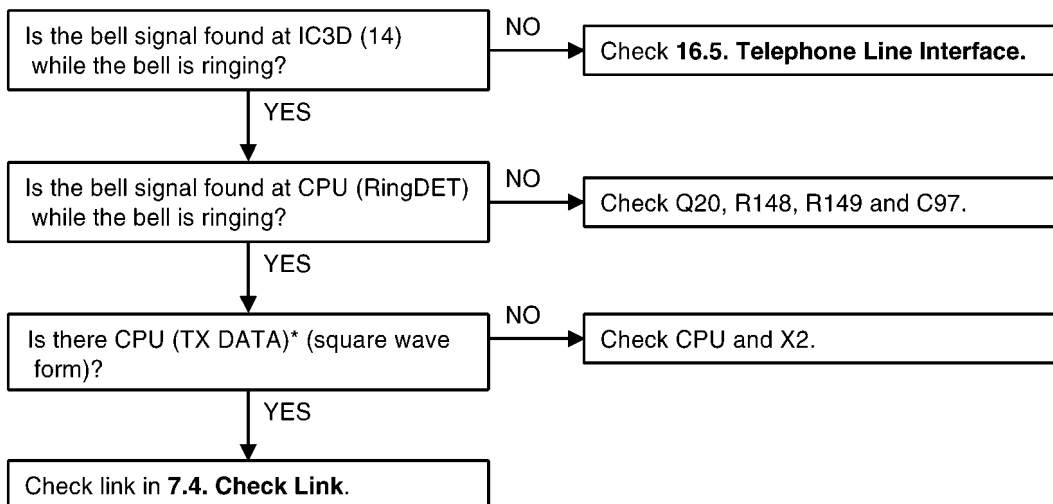 Is the bell signal found at IC3D (14)
while the bell is ringing?
NO
Check 16.5. Telephone Line Interface.
YES
Is the bell signal found at CPU (RingDET)
while the bell is ringing?
NO
Check Q20, R148, R149 and C97.
YES
Is there CPU (TX DATA)* (square wave
form)?
NO
Check CPU and X2.
YES
Check link in 7.4. Check Link.